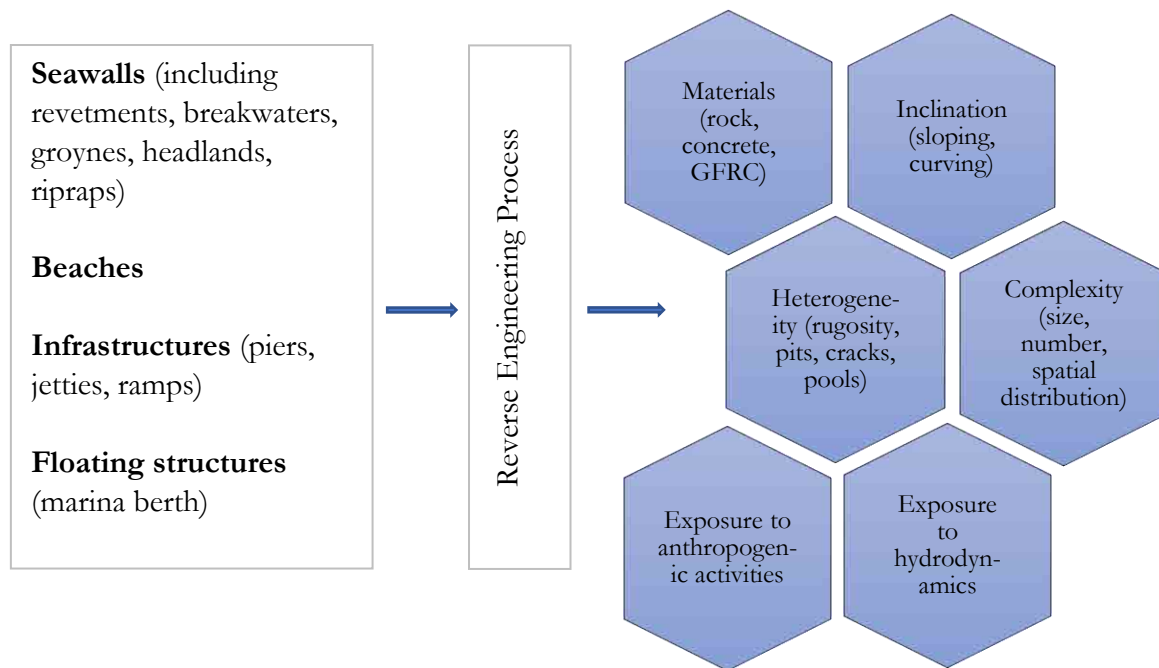 Seawalls (including
revetments, breakwaters,
groynes, headlands,
ripraps)
Beaches
Infrastructures (piers,
jetties, ramps)
Floating structures
(marina berth)
Reverse Engineering Process
Materials
(rock,
concrete,
GFRC)
Inclination
(sloping,
curving)
Heterogene-
ity (rugosity,
pits, cracks,
pools)
Complexity
(size,
number,
spatial
distribution)
Exposure to
anthropogen-
ic activities
Exposure
to
hydrodyn-
amics